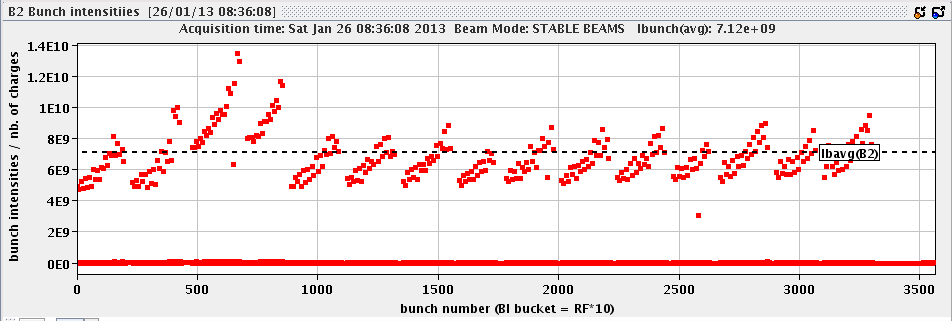 B2 Bunch intensitiies [26/01/13 08:36:08]
Acquisition time: Sat Jan 26 08:36:08 2013 Beam Mode: STABLE BEAMS Ibunch(avg): 7.12e+09
bunch intensities / nb. of charges
1.4E10
1.2E10
1E10
8E9
6E9
4E9
2E9
0E0
Ibavg(B2)
0 500 1000 1500 2000 2500 3000 3500
bunch number (BI bucket = RF*10)